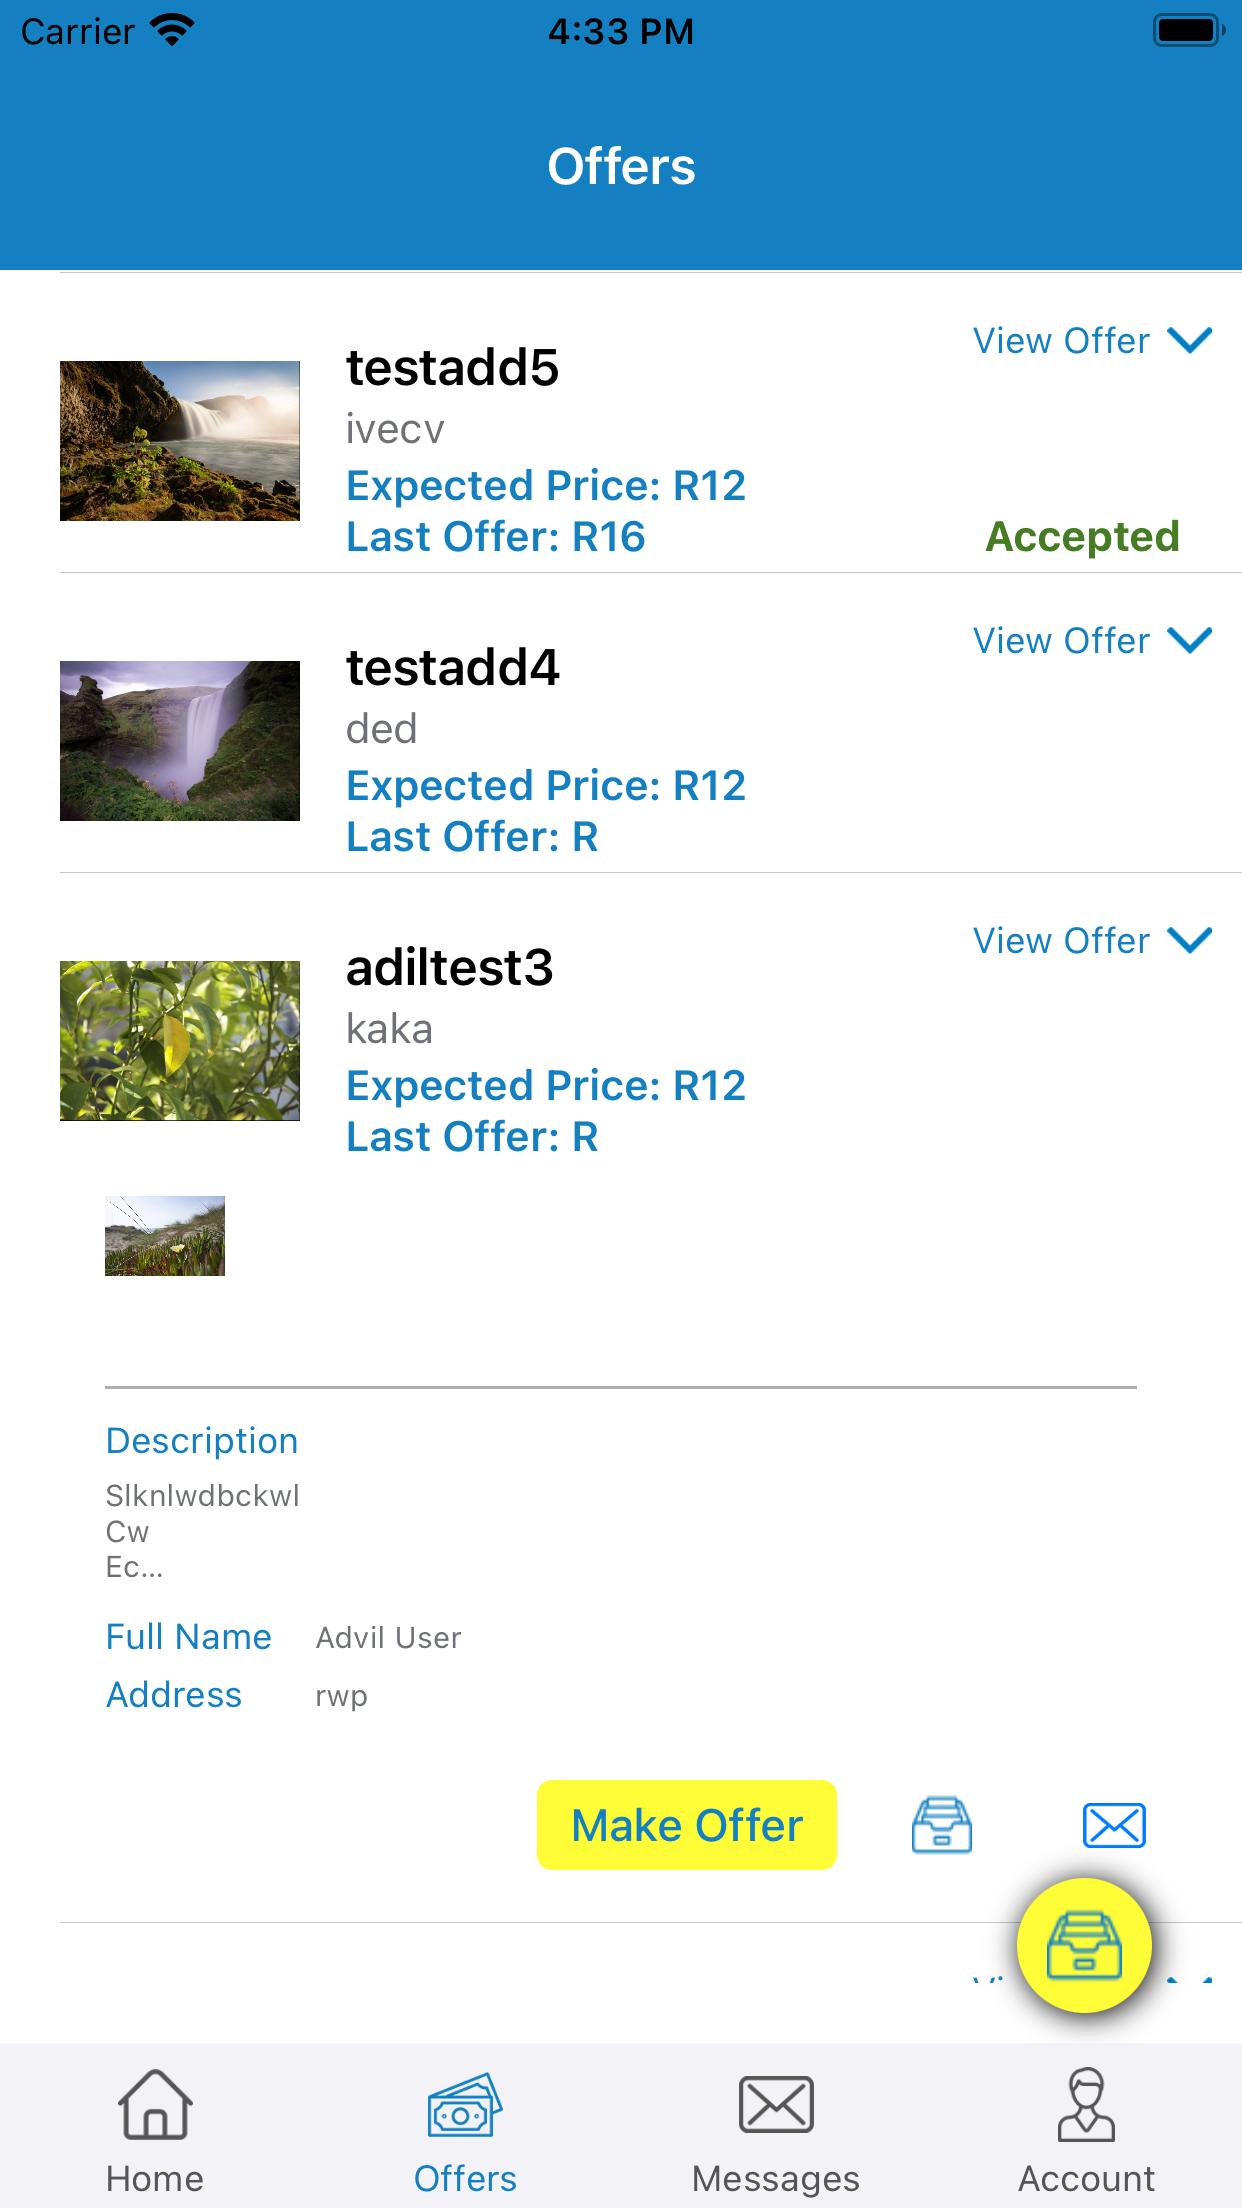 Carrier 4:33 PM
Offers
View Offer
testadd5
ivecv
Expected Price: R12
Last Offer: R16
Accepted
View Offer
testadd4
ded
Expected Price: R12
Last Offer: R
View Offer
adiltest3
kaka
Expected Price: R12
Last Offer: R
Description
Slknlwdbckwl
Cw
Ec...
Full Name Advil User
Address rwp
Make Offer
Home Offers Messages Account